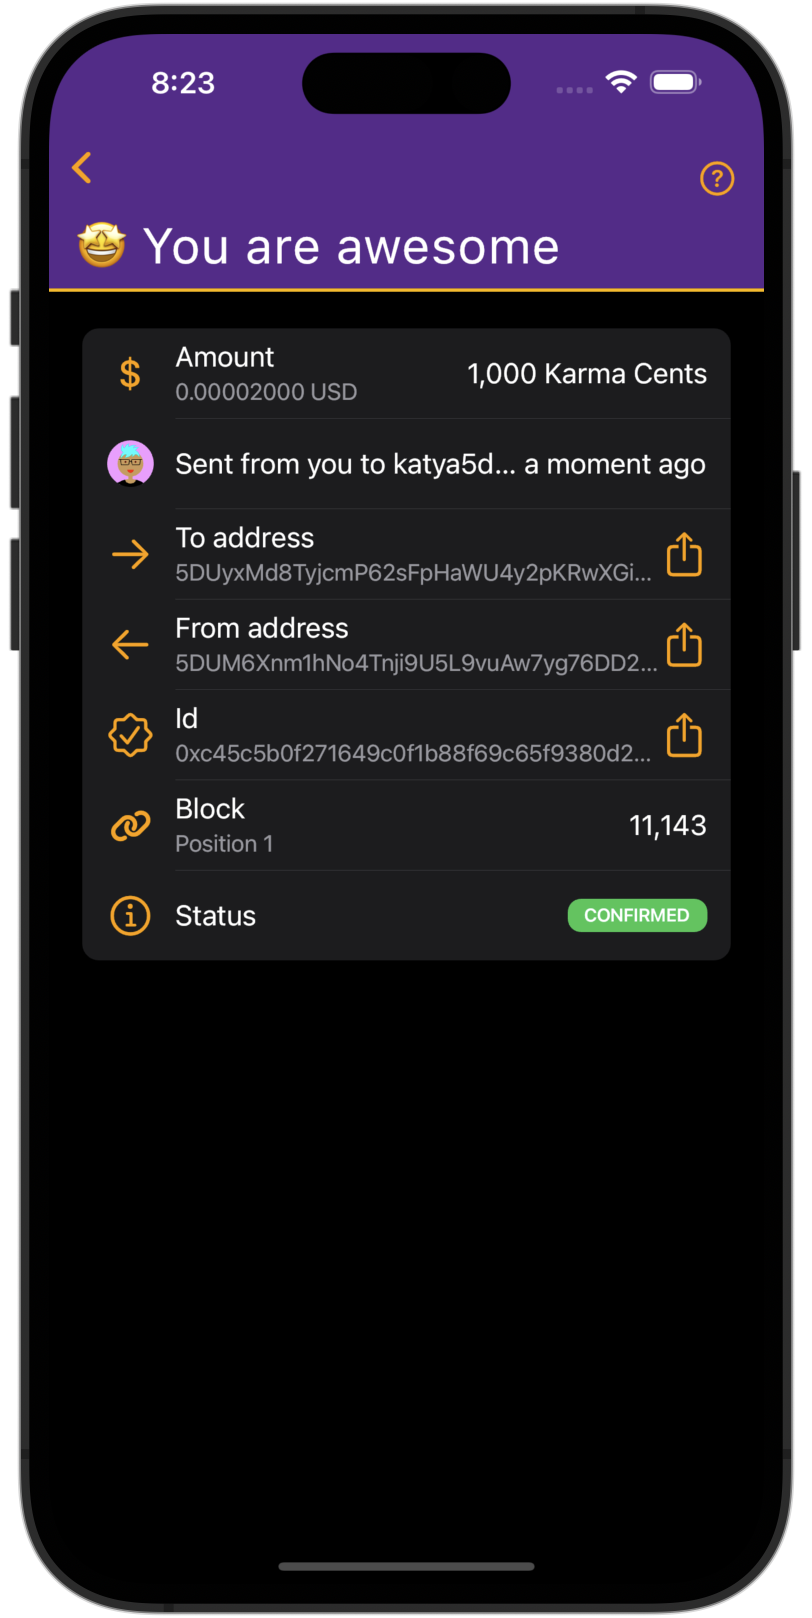 8:23
?
🤩 You are awesome
$
Amount
0.00002000 USD
1,000 Karma Cents
Sent from you to katya5d... a moment ago
To address
5DUyxMd8TyjcmP62sFpHaWU4y2pKRwXGi...
From address
5DUM6Xnm1hNo4Tnji9U5L9vuAw7yg76DD2...
Id
0xc45c5b0f271649c0f1b88f69c65f9380d2...
Block
Position 1
11,143
Status
CONFIRMED